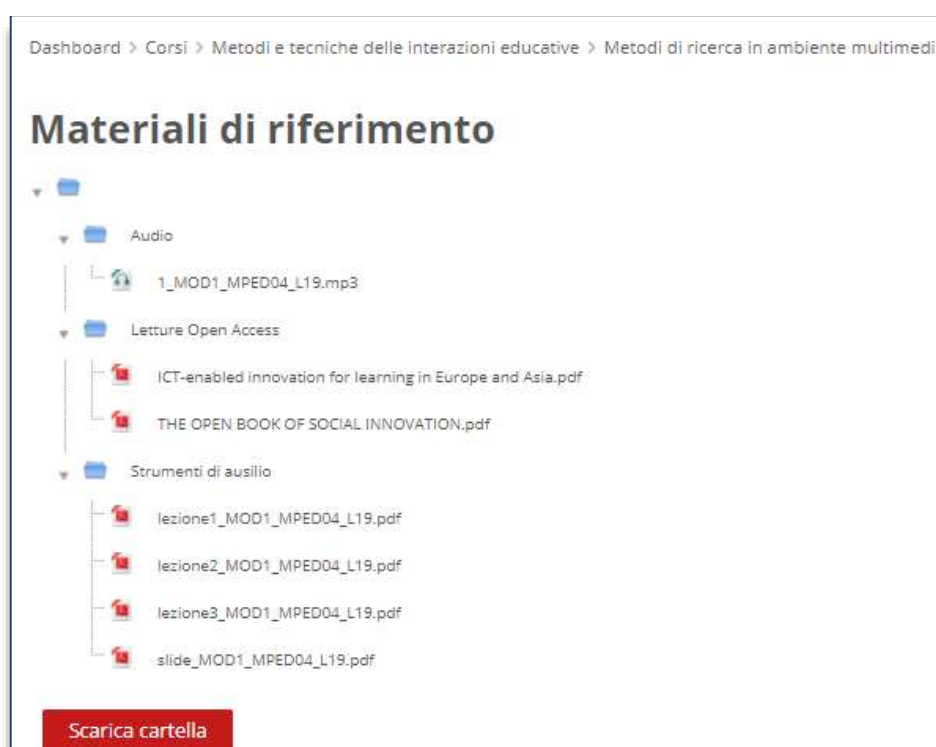 Dashboard > Corsi > Metodi e tecniche delle interazioni educative > Metodi di ricerca in ambiente multimedi
Materiali di riferimento
Audio
1_MOD1_MPED04_L19.mp3
Letture Open Access
ICT-enabled innovation for learning in Europe and Asia.pdf
THE OPEN BOOK OF SOCIAL INNOVATION.pdf
Strumenti di ausilio
lezione1_MOD1_MPED04_L19.pdf
lezione2_MOD1_MPED04_L19.pdf
lezione3_MOD1_MPED04_L19.pdf
slide_MOD1_MPED04_L19.pdf
Scarica cartella